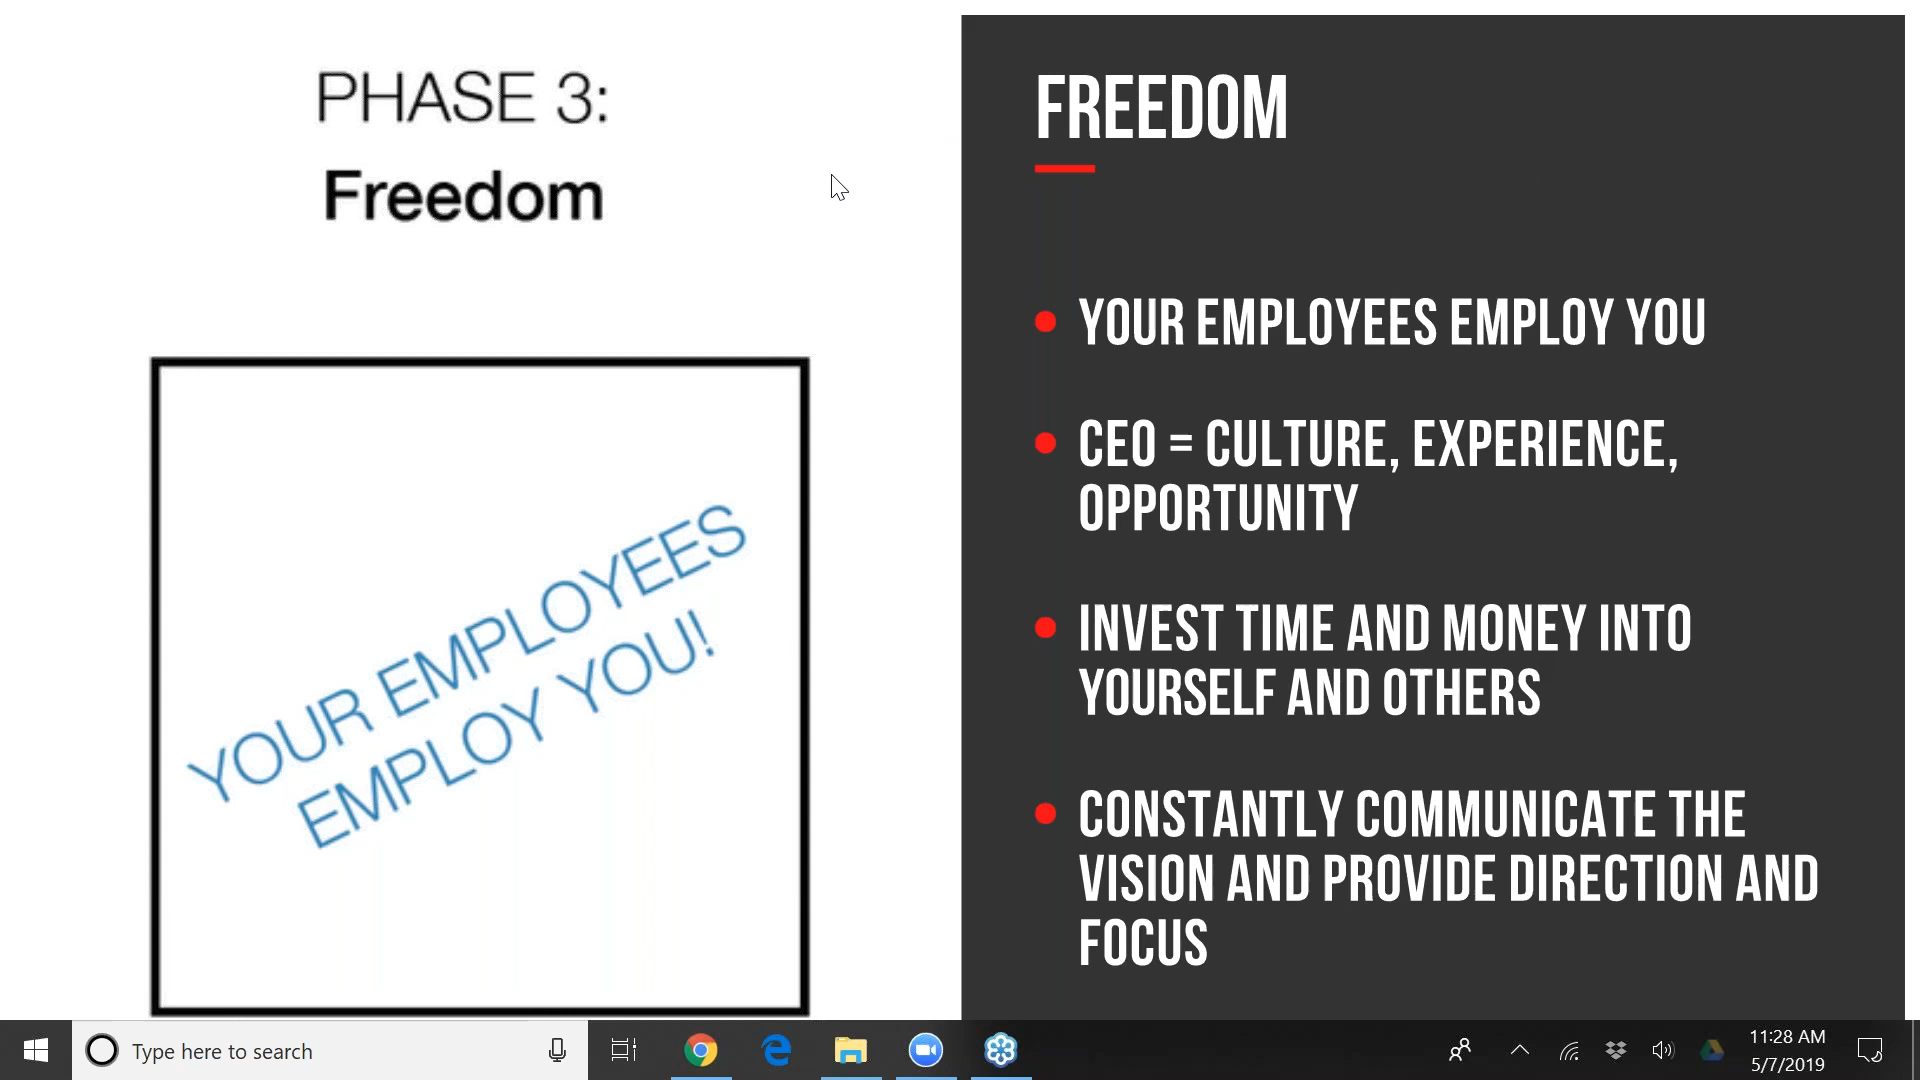 PHASE 3:
Freedom
YOUR EMPLOYEES
EMPLOY YOU!
FREEDOM
YOUR EMPLOYEES EMPLOY YOU
CEO = CULTURE, EXPERIENCE,
OPPORTUNITY
INVEST TIME AND MONEY INTO
YOURSELF AND OTHERS
CONSTANTLY COMMUNICATE THE
VISION AND PROVIDE DIRECTION AND
FOCUS
Type here to search
11:28 AM
5/7/2019